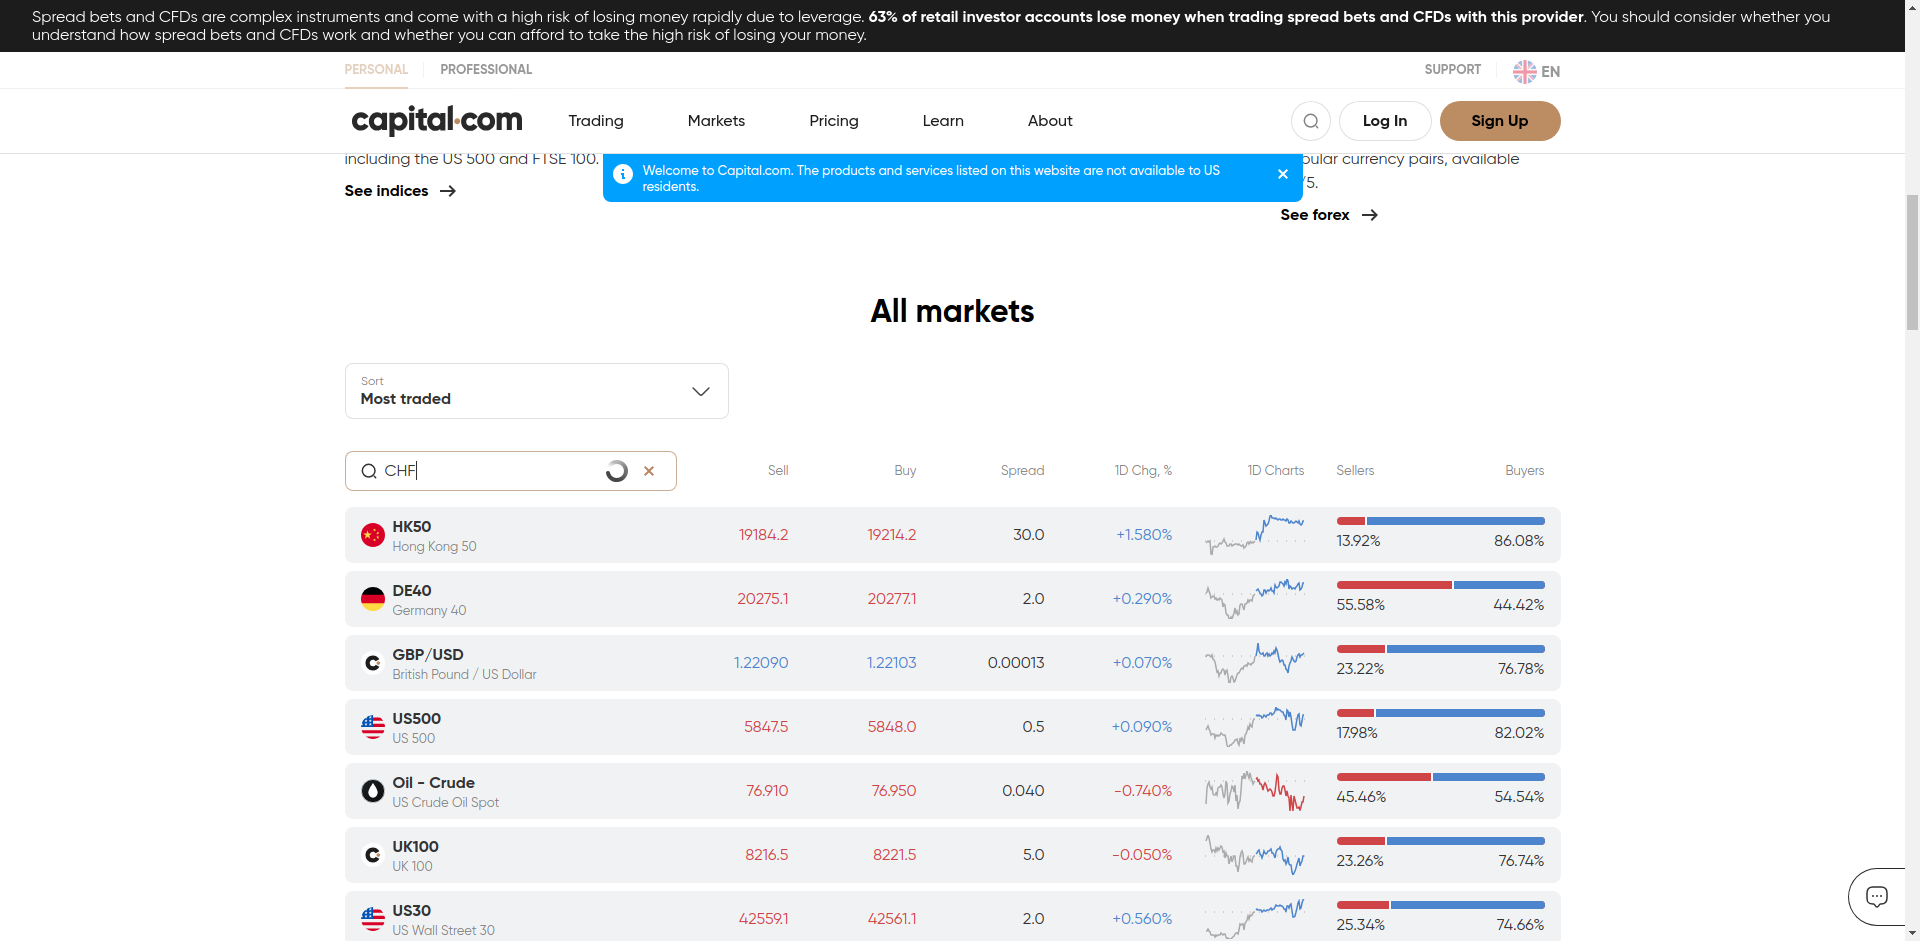 Spread bets and CFDs are complex instruments and come with a high risk of losing money rapidly due to leverage. 63% of retail investor accounts lose money when trading spread bets and CFDs with this provider. You should consider whether you
understand how spread bets and CFDs work and whether you can afford to take the high risk of losing your money.
PERSONAL PROFESSIONAL SUPPORT EN
capital.com Trading Markets Pricing Learn About Log In Sign Up
including the US 500 and FTSE 100.
Welcome to Capital.com. The products and services listed on this website are not available to US
residents.
pular currency pairs, available
/5.
See indices
See forex
All markets
Sort
Most traded
CHF Sell Buy Spread 1D Chg, % 1D Charts Sellers Buyers
HK50
Hong Kong 50
19184.2 19214.2 30.0 +1.580% 13.92% 86.08%
DE40
Germany 40
20275.1 20277.1 2.0 +0.290% 55.58% 44.42%
GBP/USD
British Pound / US Dollar
1.22090 1.22103 0.00013 +0.070% 23.22% 76.78%
US500
US 500
5847.5 5848.0 0.5 +0.090% 17.98% 82.02%
Oil - Crude
US Crude Oil Spot
76.910 76.950 0.040 -0.740% 45.46% 54.54%
UK100
UK 100
8216.5 8221.5 5.0 -0.050% 23.26% 76.74%
US30
US Wall Street 30
42559.1 42561.1 2.0 +0.560% 25.34% 74.66%